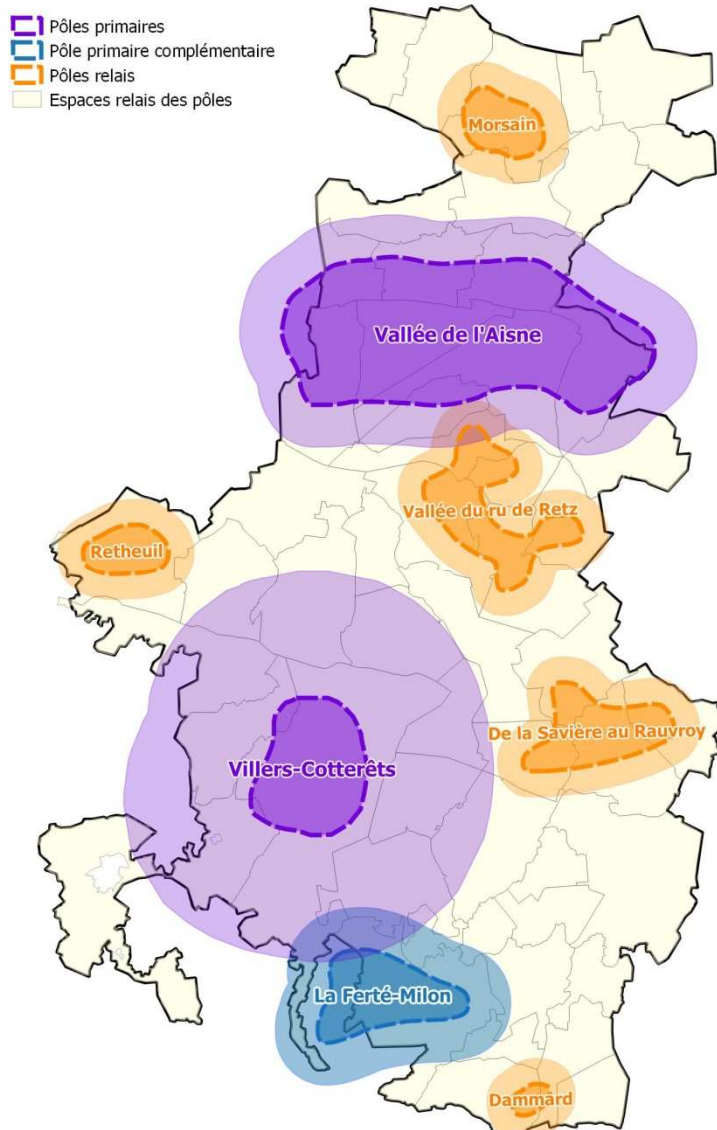 Pôles primaires
Pôle primaire complémentaire
Pôles relais
Espaces relais des pôles
Morsain
Vallée de l'Aisne
Vallée du ru de Retz
Retheuil
De la Savière au Rauvroy
Villers-Cotterêts
La Ferté-Milon
Dammard